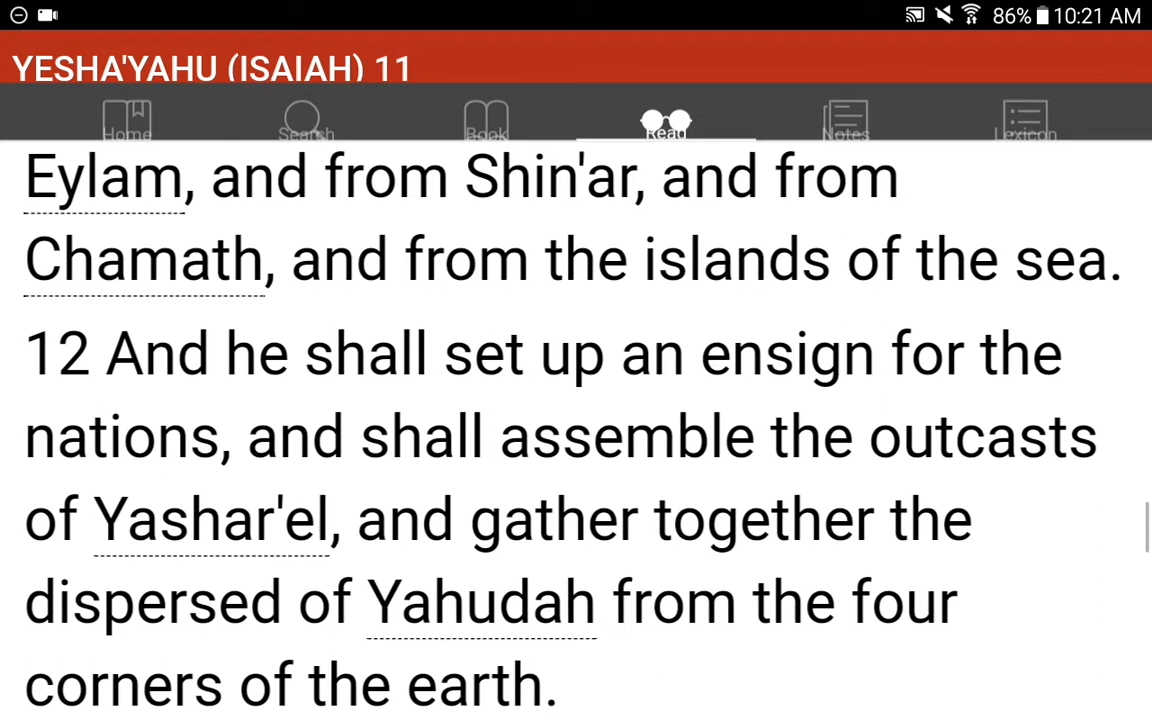 86% 10:21 AM
YESHA'YAHU (ISAIAH) 11
Home Search Book Read Notes Lexicon
Eylam, and from Shin'ar, and from
Chamath, and from the islands of the sea.
12 And he shall set up an ensign for the
nations, and shall assemble the outcasts
of Yashar'el, and gather together the
dispersed of Yahudah from the four
corners of the earth.